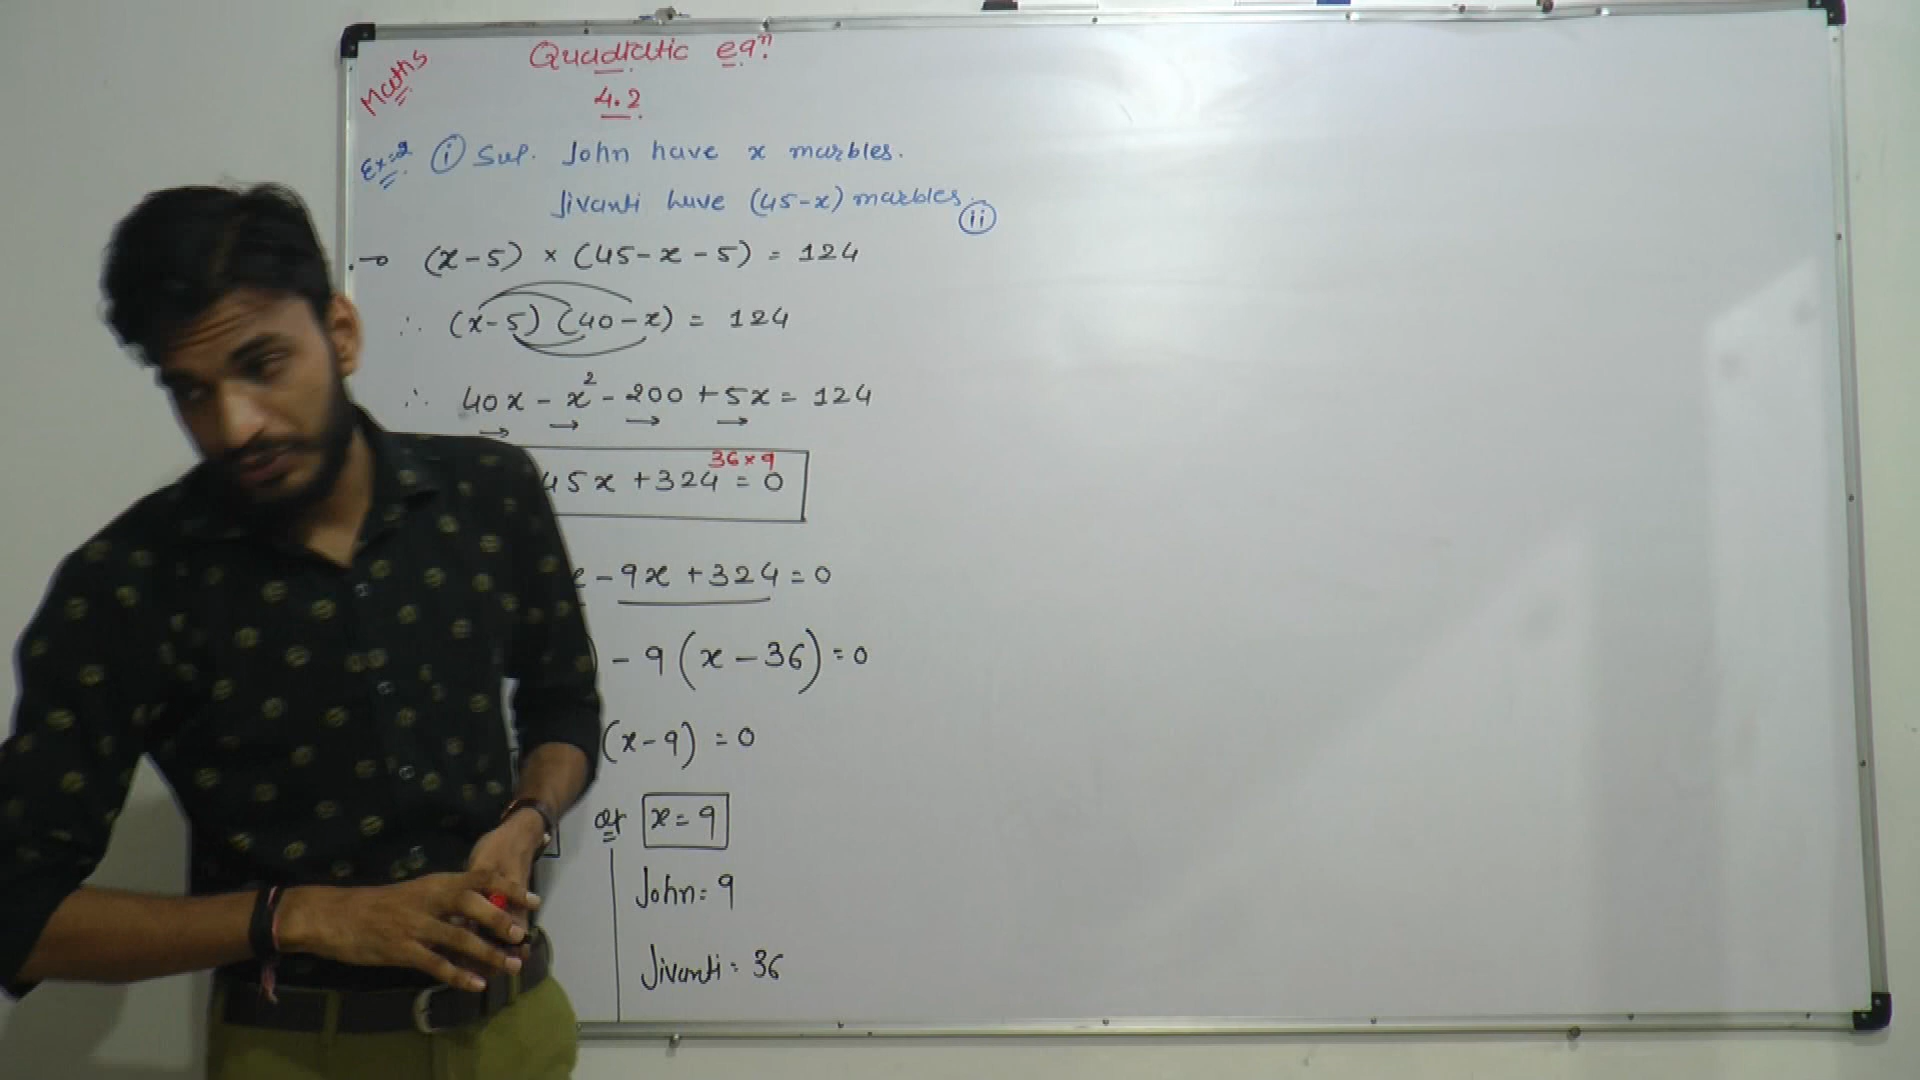 Maths
Quadratic eqⁿ.
4.2
Ex=2 (i) Sup. John have x marbles.
Jivanti have (45-x) marbles.
(ii)
(x-5) × (45-x-5) = 124
∴ (x-5) (40-x) = 124
∴ 40x - x² - 200 + 5x = 124
36×9
45x + 324 = 0
- 9x + 324 = 0
) - 9 (x - 36) = 0
(x-9) = 0
or x = 9
John = 9
Jivanti = 36